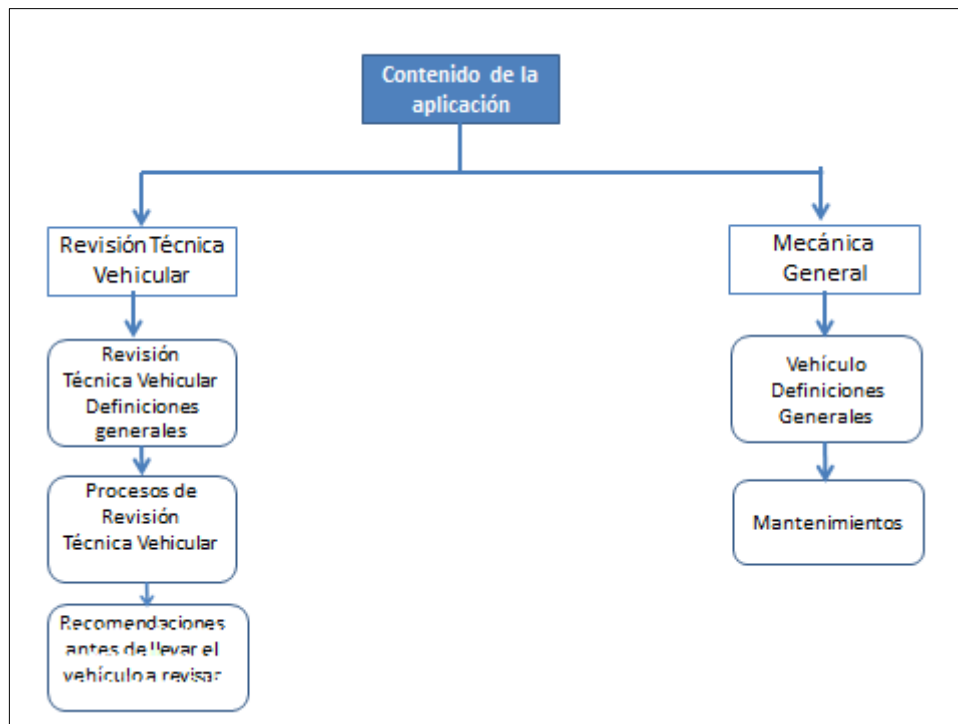 Contenido de la
aplicación
Revisión Técnica
Vehicular
Mecánica
General
Revisión
Técnica Vehicular
Definiciones
generales
Vehículo
Definiciones
Generales
Procesos de
Revisión
Técnica Vehicular
Mantenimientos
Recomendaciones
antes de llevar el
vehículo a revisar